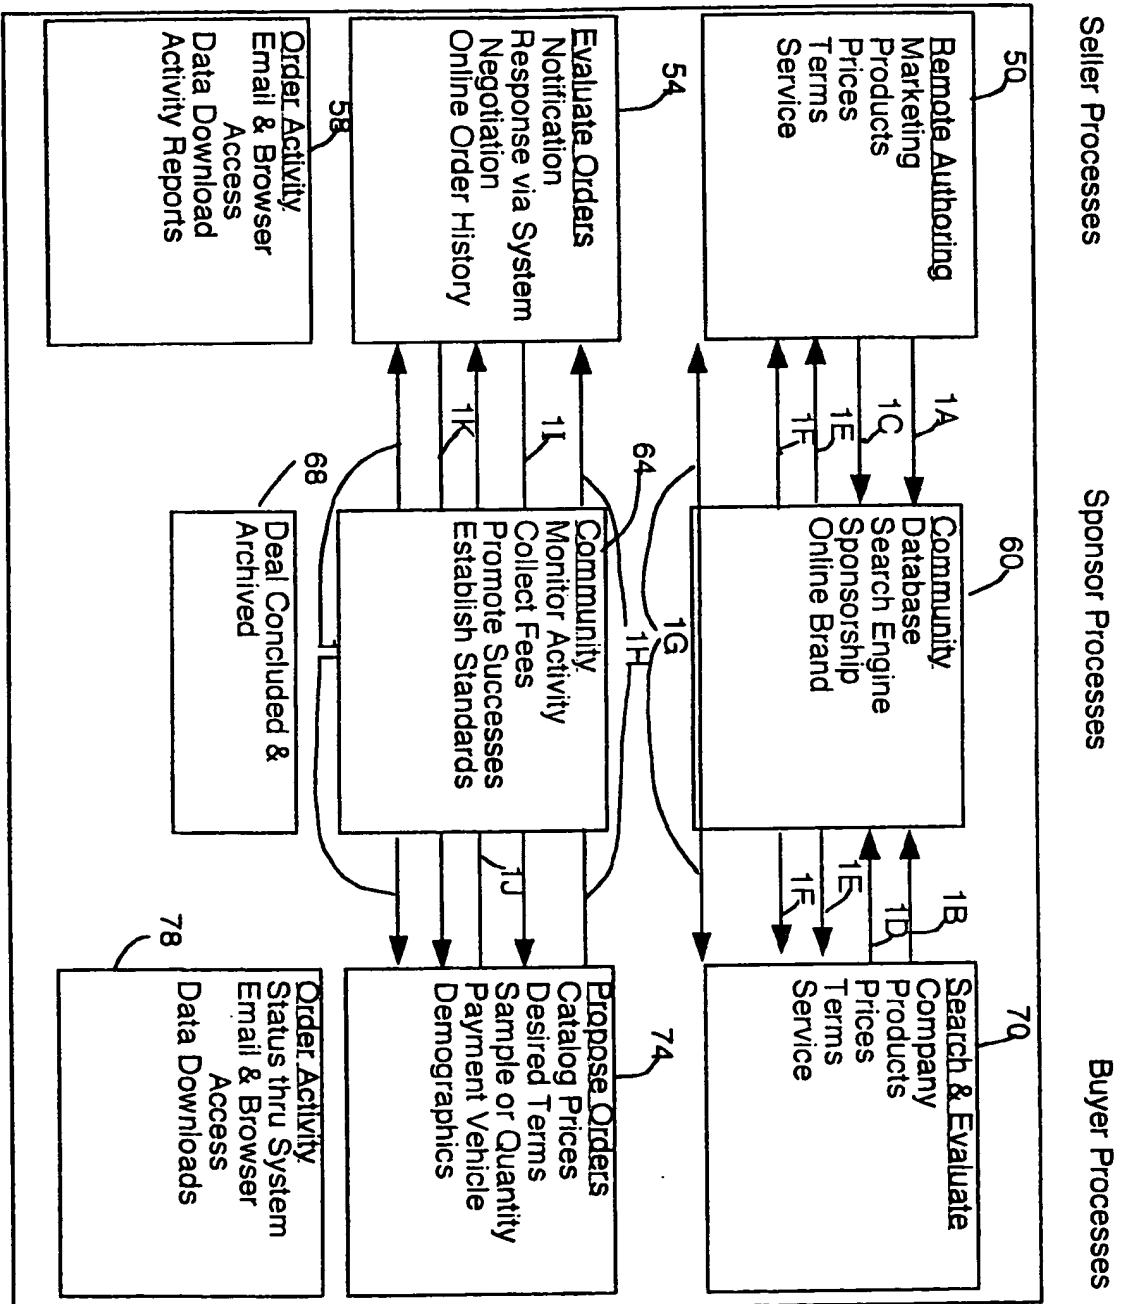 Seller Processes
Sponsor Processes
Buyer Processes
50
Remote Authoring
Marketing
Products
Prices
Terms
Service
1A
1C
1E
1F
60
Community
Database
Search Engine
Sponsorship
Online Brand
1B
1D
1E
1F
70
Search & Evaluate
Company
Products
Prices
Terms
Service
1G
54
Evaluate Orders
Notification
Response via System
Negotiation
Online Order History
1H
1I
1K
64
Community
Monitor Activity
Collect Fees
Promote Successes
Establish Standards
1J
1L
74
Propose Orders
Catalog Prices
Desired Terms
Sample or Quantity
Payment Vehicle
Demographics
58
Order Activity
Email & Browser
Access
Data Download
Activity Reports
68
Deal Concluded &
Archived
78
Order Activity
Status thru System
Email & Browser
Access
Data Downloads